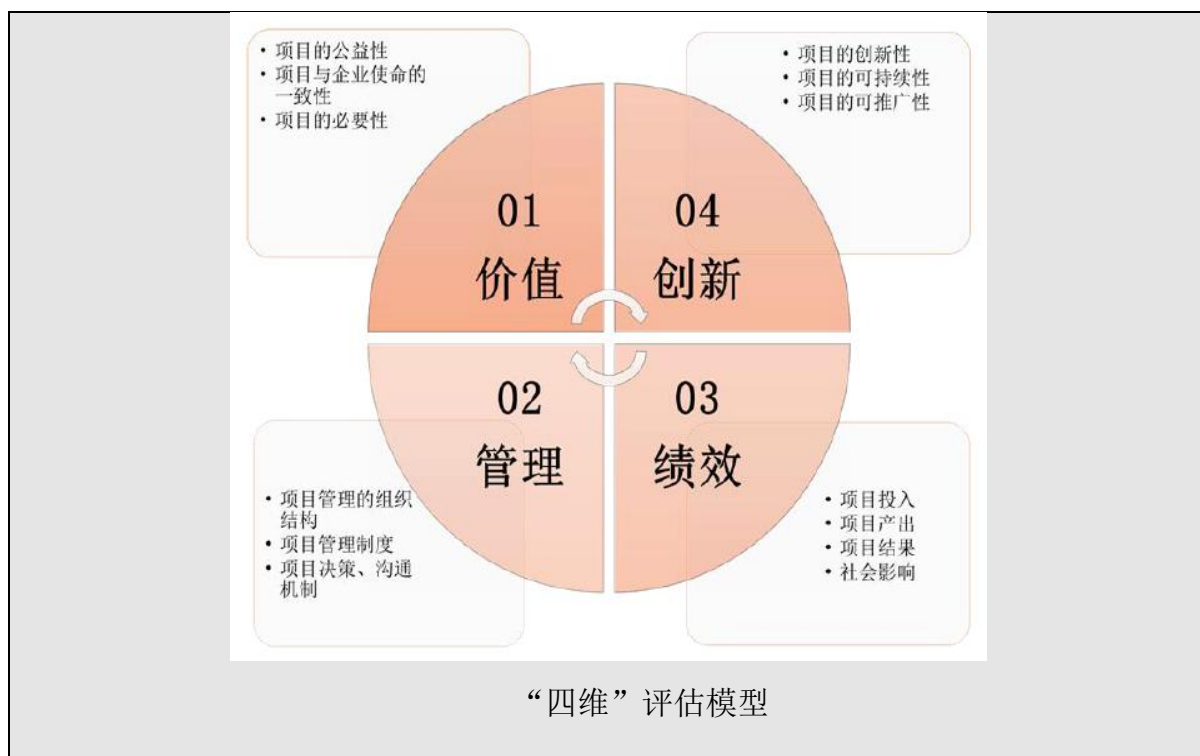 • 项目的公益性
• 项目与企业使命的
一致性
• 项目的必要性
01
价值
• 项目的创新性
• 项目的可持续性
• 项目的可推广性
04
创新
02
管理
• 项目管理的组织
结构
• 项目管理制度
• 项目决策、沟通
机制
03
绩效
• 项目投入
• 项目产出
• 项目结果
• 社会影响
“四维”评估模型